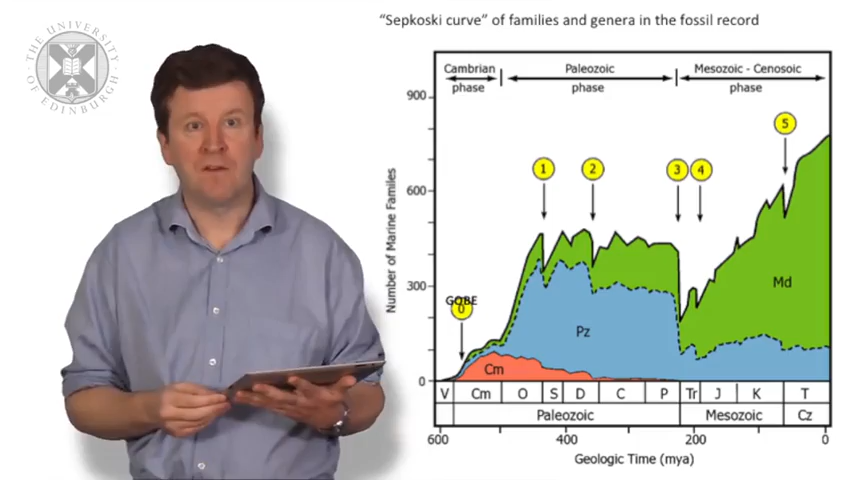 THE UNIVERSITY OF EDINBURGH
“Sepkoski curve” of families and genera in the fossil record
Cambrian phase
Paleozoic phase
Mesozoic - Cenosoic phase
Number of Marine Familes
900
600
300
0
1
2
3
4
5
GOBE
0
Cm
Pz
Md
V Cm O S D C P Tr J K T
Paleozoic Mesozoic Cz
600 400 200 0
Geologic Time (mya)